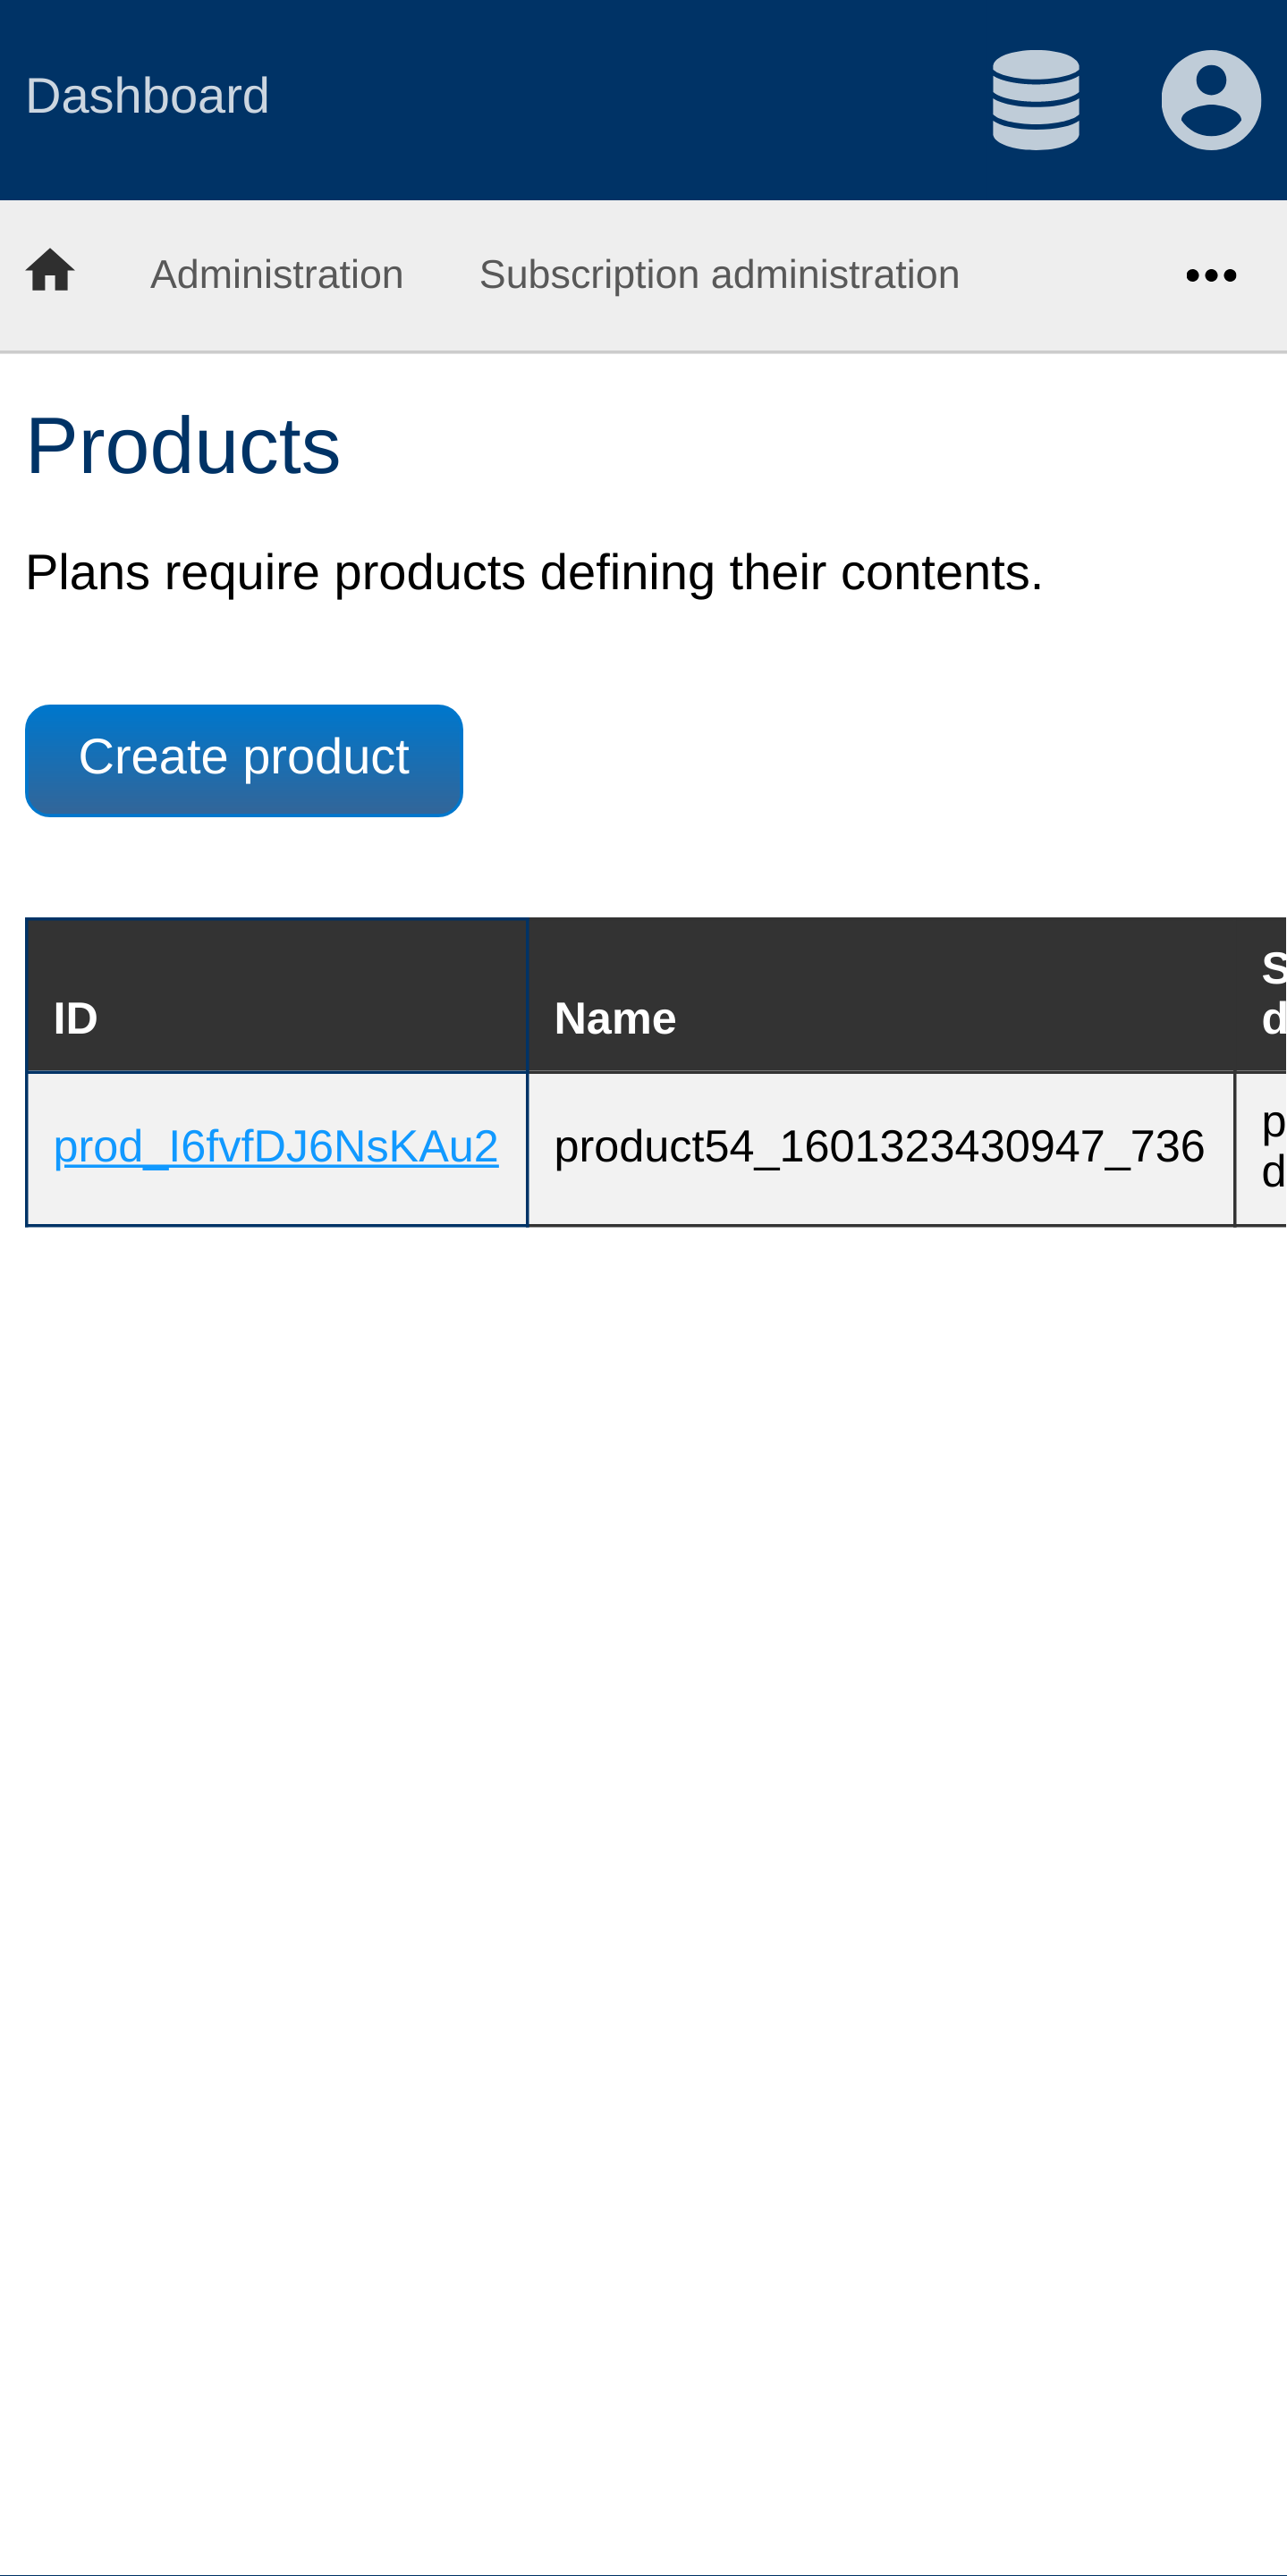 Dashboard
Administration Subscription administration
Products
Plans require products defining their contents.
Create product
ID Name
prod_I6fvfDJ6NsKAu2 product54_1601323430947_736